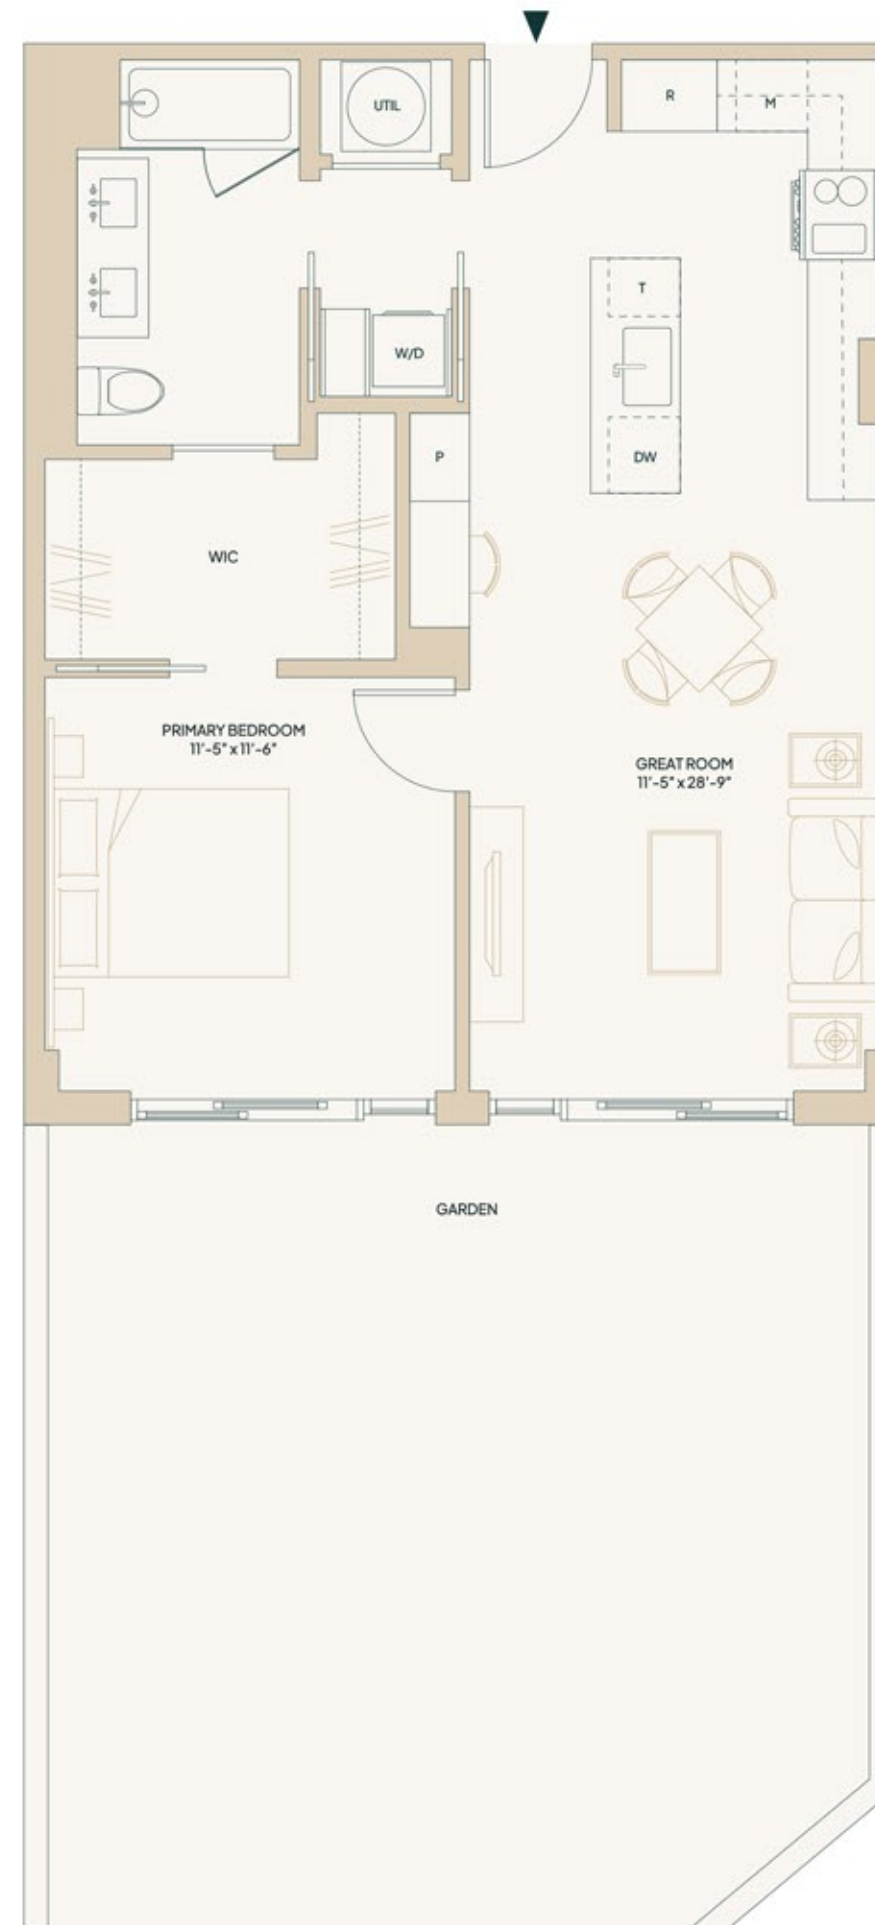 UTIL
R
M
T
W/D
P
DW
WIC
PRIMARY BEDROOM
11'-5" x 11'-6"
GREAT ROOM
11'-5" x 28'-9"
GARDEN